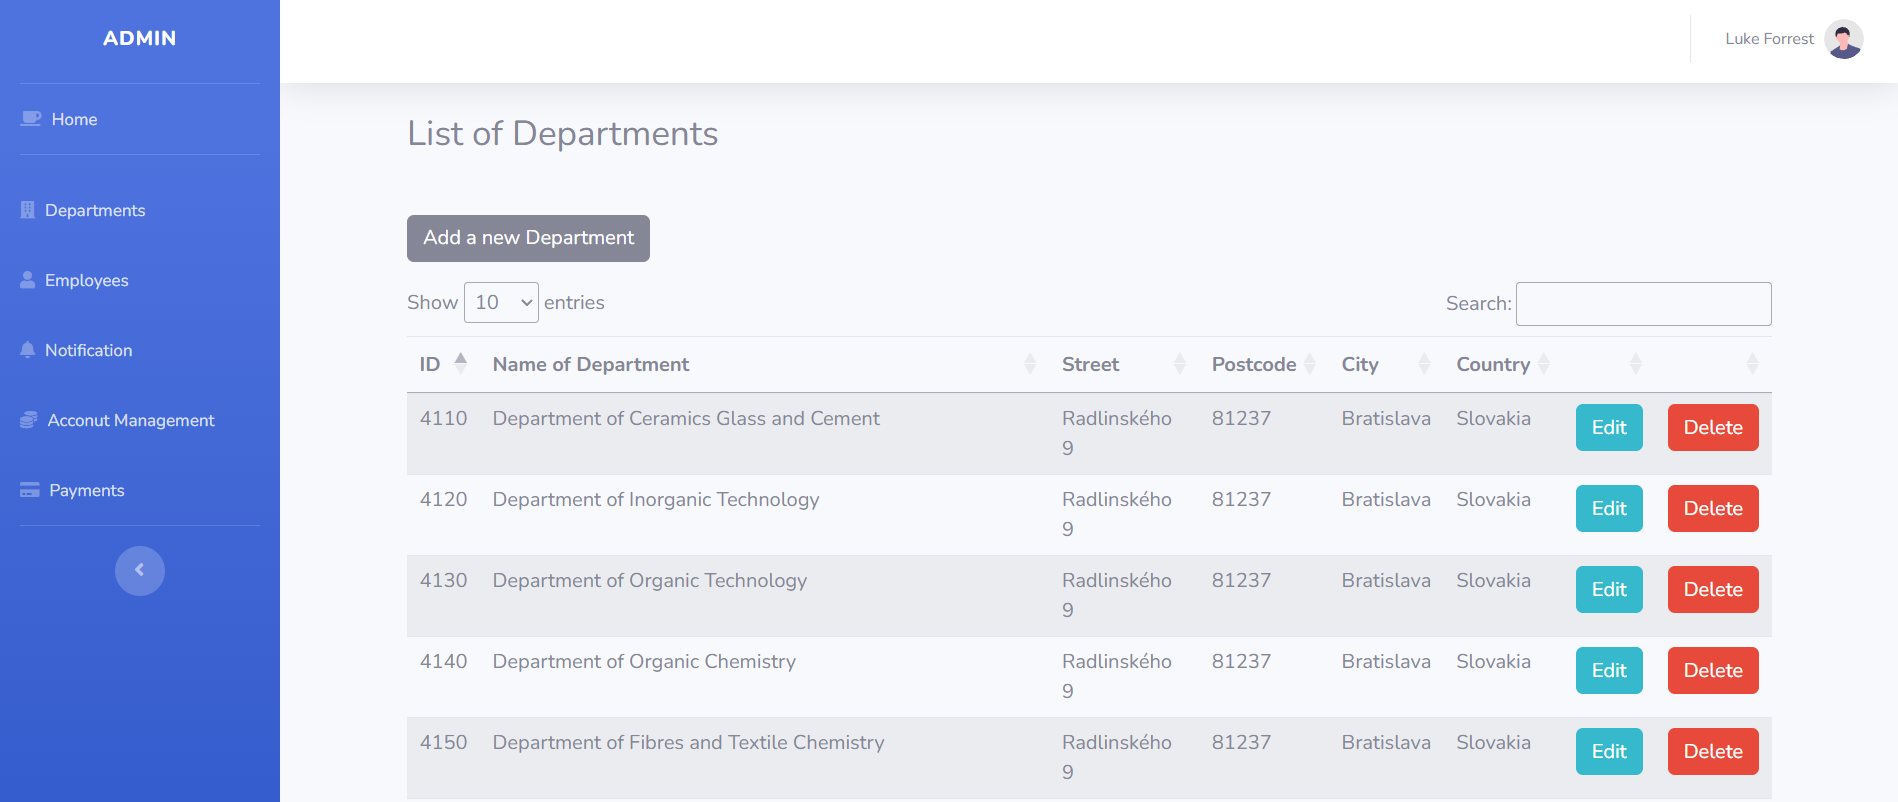 ADMIN
Luke Forrest
Home
Departments
Employees
Notification
Acconut Management
Payments
List of Departments
Add a new Department
Show 10 entries
Search:
ID Name of Department Street Postcode City Country
4110 Department of Ceramics Glass and Cement Radlinského 81237 Bratislava Slovakia Edit Delete
9
4120 Department of Inorganic Technology Radlinského 81237 Bratislava Slovakia Edit Delete
9
4130 Department of Organic Technology Radlinského 81237 Bratislava Slovakia Edit Delete
9
4140 Department of Organic Chemistry Radlinského 81237 Bratislava Slovakia Edit Delete
9
4150 Department of Fibres and Textile Chemistry Radlinského 81237 Bratislava Slovakia Edit Delete
9